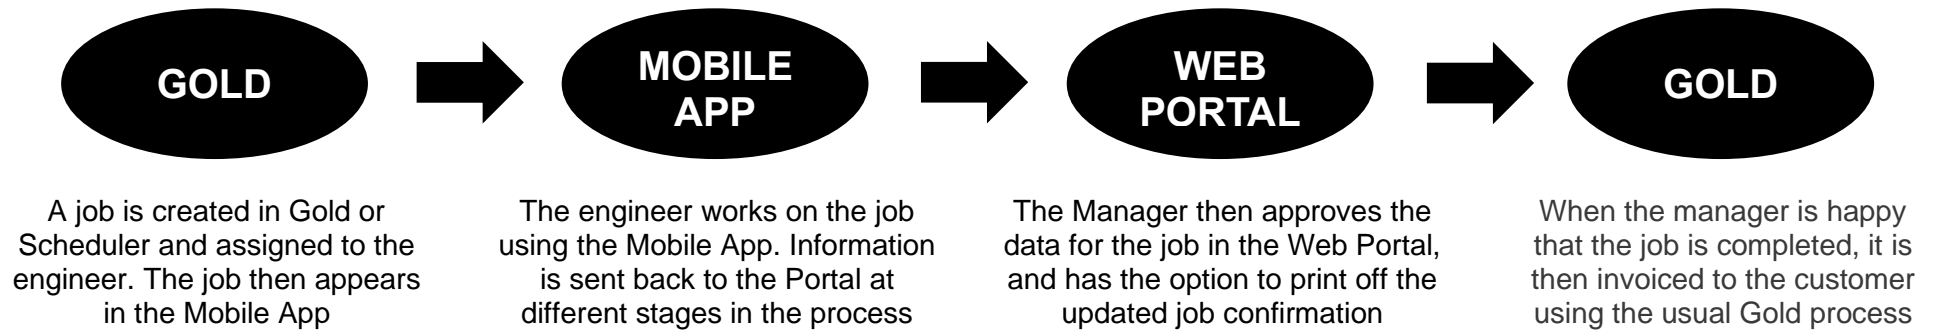 GOLD
MOBILE
APP
WEB
PORTAL
GOLD
A job is created in Gold or
Scheduler and assigned to the
engineer. The job then appears
in the Mobile App
The engineer works on the job
using the Mobile App. Information
is sent back to the Portal at
different stages in the process
The Manager then approves the
data for the job in the Web Portal,
and has the option to print off the
updated job confirmation
When the manager is happy
that the job is completed, it is
then invoiced to the customer
using the usual Gold process